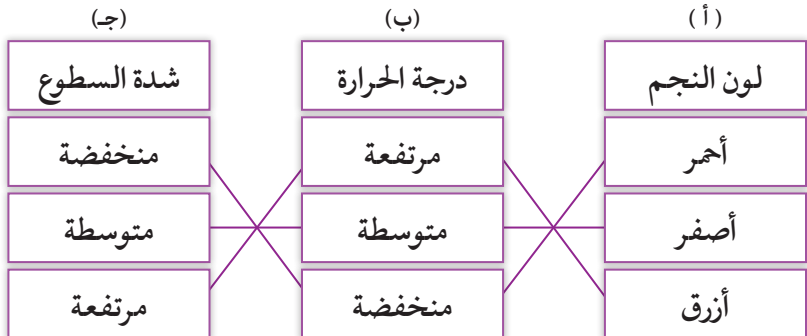 ( أ ) (ب) (جـ)
لون النجم درجة الحرارة شدة السطوع
أحمر مرتفعة منخفضة
أصفر متوسطة متوسطة
أزرق منخفضة مرتفعة